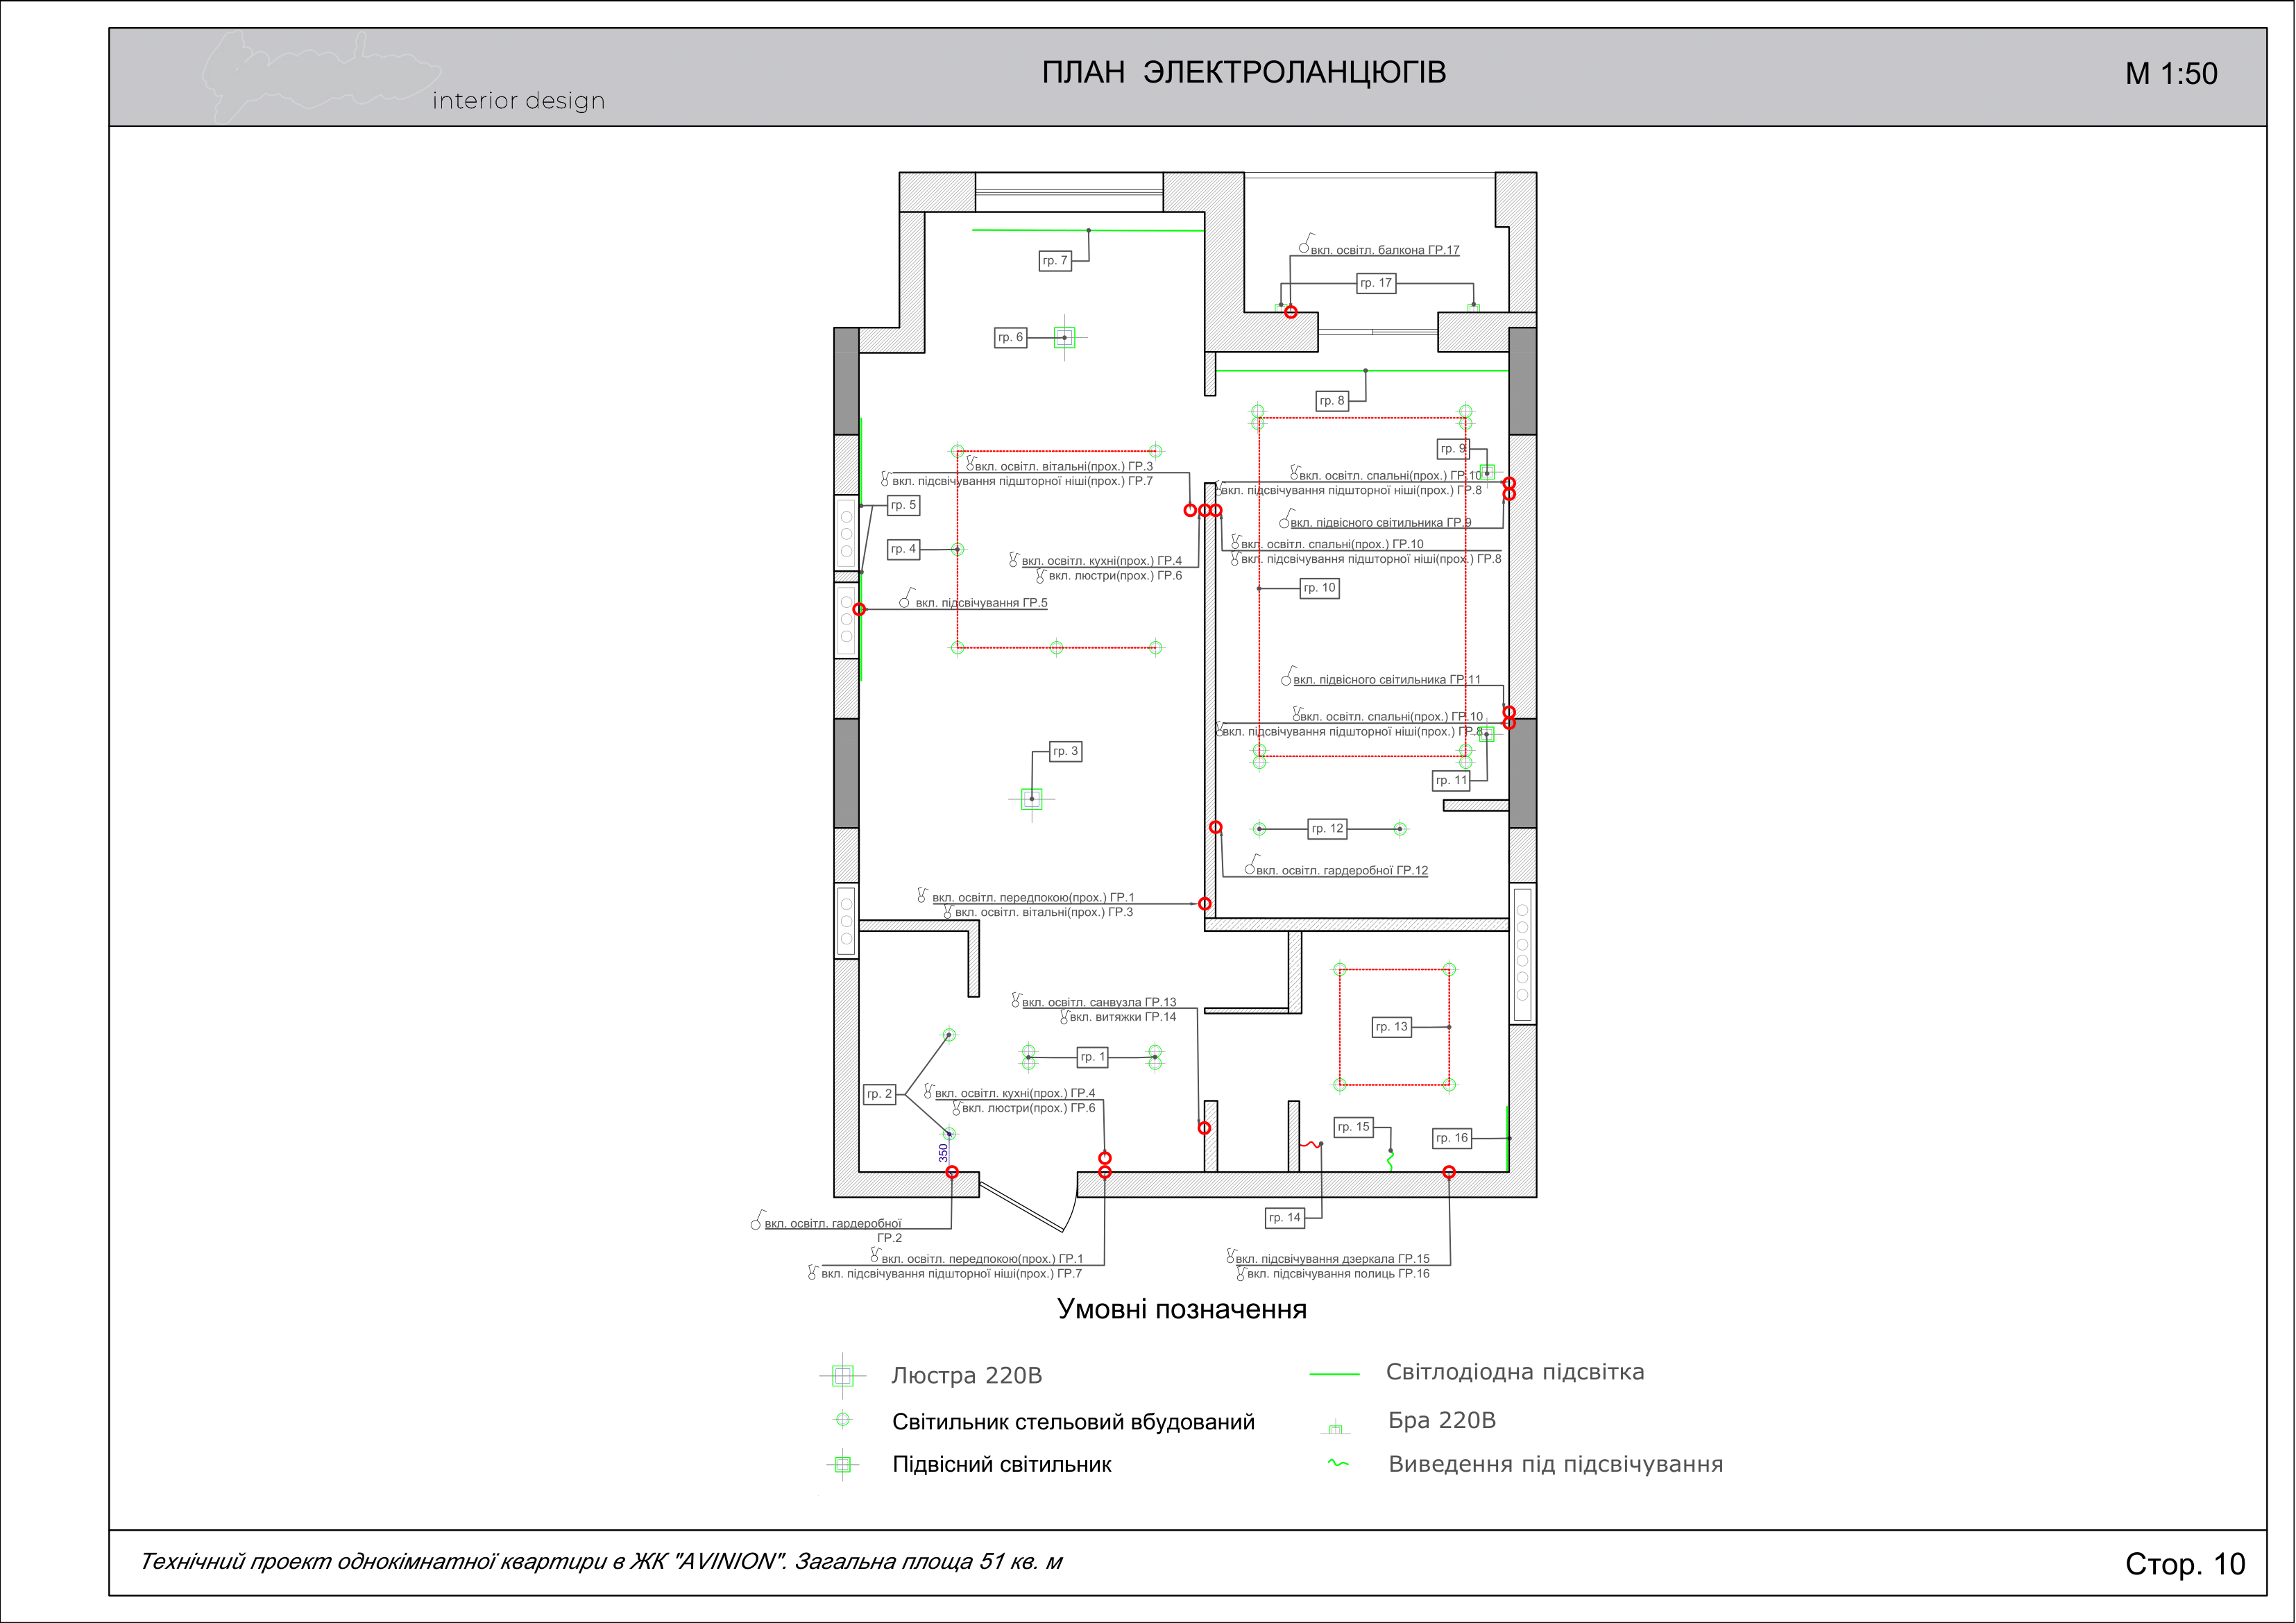 interior design
ПЛАН ЭЛЕКТРОЛАНЦЮГІВ
М 1:50
вкл. освітл. балкона ГР.17
гр. 7
гр. 17
гр. 6
гр. 8
гр. 9
вкл. освітл. вітальні(прох.) ГР.3
вкл. підсвічування підшторної ніші(прох.) ГР.7
вкл. освітл. спальні(прох.) ГР.10
вкл. підсвічування підшторної ніші(прох.) ГР.8
гр. 5
вкл. підвісного світильника ГР.9
гр. 4
вкл. освітл. спальні(прох.) ГР.10
вкл. підсвічування підшторної ніші(прох.) ГР.8
вкл. освітл. кухні(прох.) ГР.4
вкл. люстри(прох.) ГР.6
гр. 10
вкл. підсвічування ГР.5
вкл. підвісного світильника ГР.11
вкл. освітл. спальні(прох.) ГР.10
вкл. підсвічування підшторної ніші(прох.) ГР.8
гр. 3
гр. 11
гр. 12
вкл. освітл. гардеробної ГР.12
вкл. освітл. передпокою(прох.) ГР.1
вкл. освітл. вітальні(прох.) ГР.3
вкл. освітл. санвузла ГР.13
вкл. витяжки ГР.14
гр. 13
гр. 1
гр. 2
вкл. освітл. кухні(прох.) ГР.4
вкл. люстри(прох.) ГР.6
гр. 15
гр. 16
350
гр. 14
вкл. освітл. гардеробної
ГР.2
вкл. освітл. передпокою(прох.) ГР.1
вкл. підсвічування підшторної ніші(прох.) ГР.7
вкл. підсвічування дзеркала ГР.15
вкл. підсвічування полиць ГР.16
Умовні позначення
Люстра 220В
Світлодіодна підсвітка
Світильник стельовий вбудований
Бра 220В
Підвісний світильник
Виведення під підсвічування
Технічний проект однокімнатної квартири в ЖК "AVINION". Загальна площа 51 кв. м
Стор. 10